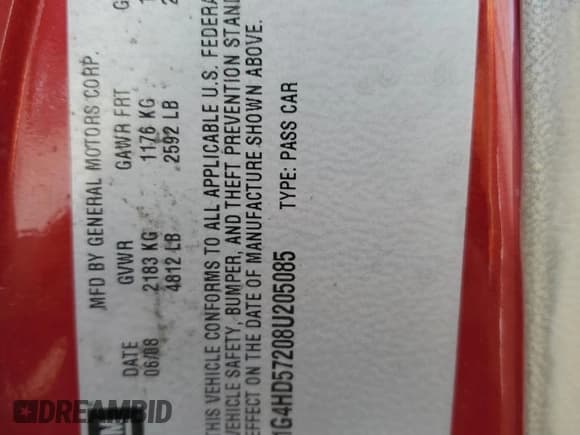 GM
MFD BY GENERAL MOTORS CORP.
DATE GVWR GAWR FRT
06/08 2183 KG 1176 KG
4812 LB 2592 LB
THIS VEHICLE CONFORMS TO ALL APPLICABLE U.S. FEDERA
VEHICLE SAFETY, BUMPER, AND THEFT PREVENTION STAN
EFFECT ON THE DATE OF MANUFACTURE SHOWN ABOVE.
1G4HD57208U205085 TYPE: PASS CAR
DREAMBID